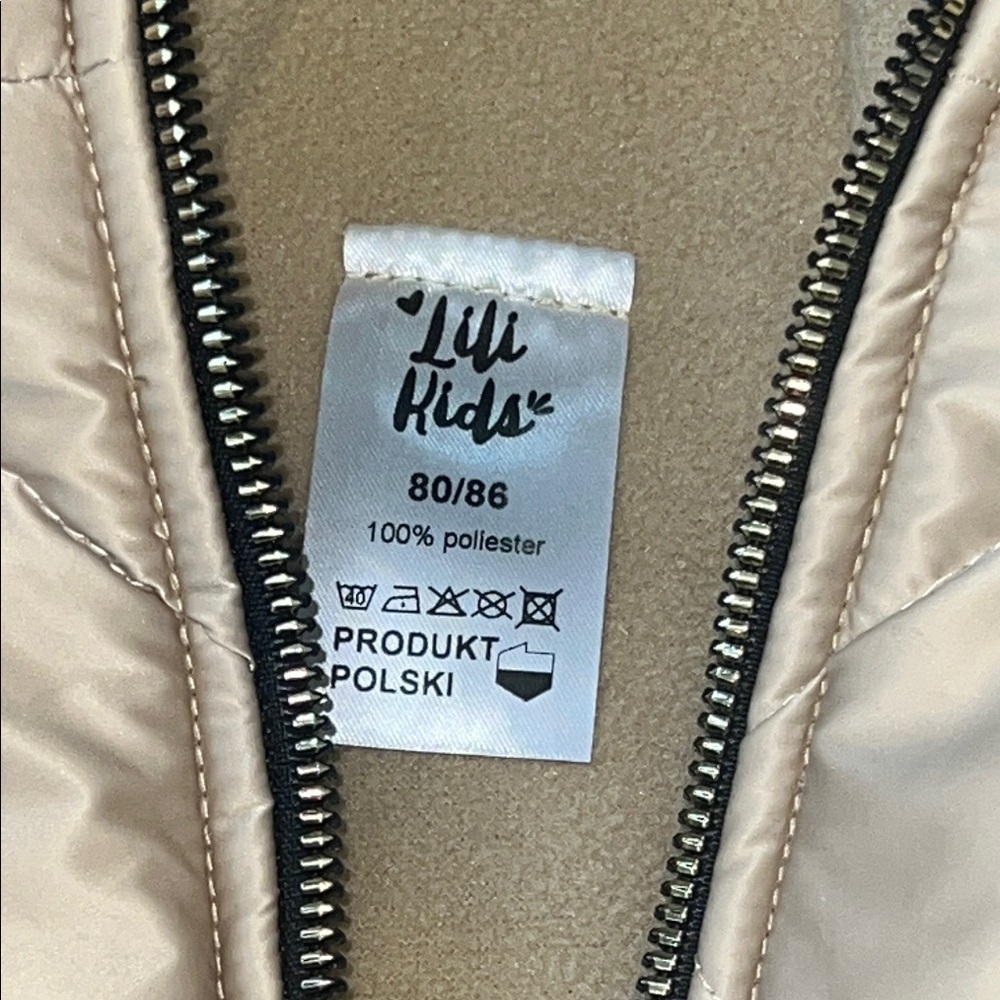 Lili
Kids
80/86
100% poliester
40
PRODUKT
POLSKI